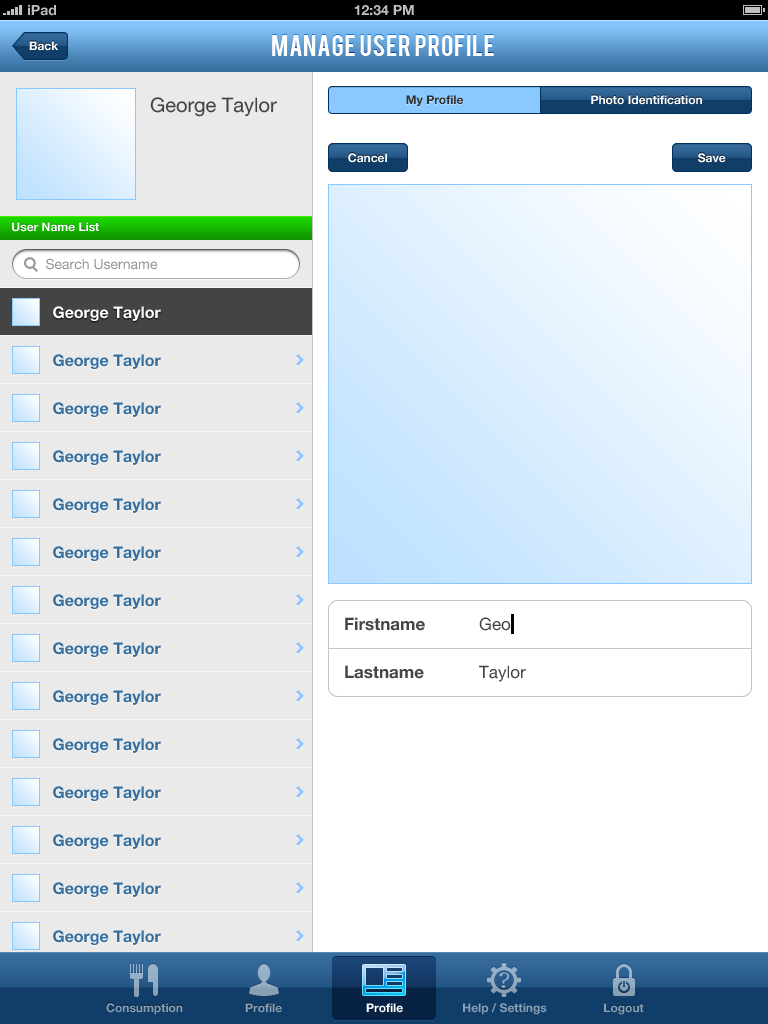 iPad 12:34 PM
Back
MANAGE USER PROFILE
George Taylor
User Name List
Search Username
George Taylor
George Taylor
George Taylor
George Taylor
George Taylor
George Taylor
George Taylor
George Taylor
George Taylor
George Taylor
George Taylor
George Taylor
George Taylor
George Taylor
My Profile Photo Identification
Cancel Save
Firstname Geo
Lastname Taylor
Consumption Profile Profile Help / Settings Logout